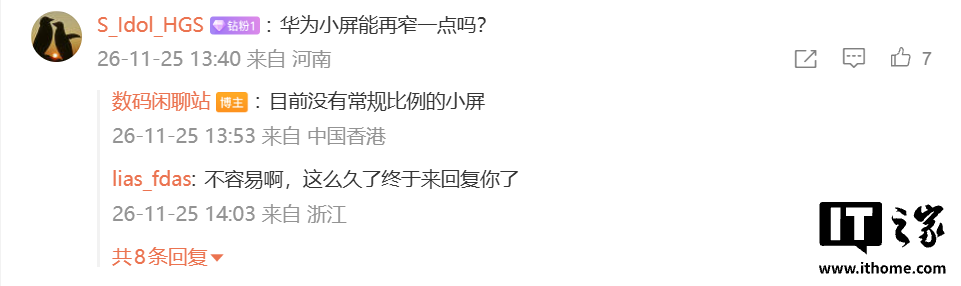 S_Idol_HGS 钻粉1：华为小屏能再窄一点吗？
26-11-25 13:40 来自 河南
7
数码闲聊站 博主：目前没有常规比例的小屏
26-11-25 13:53 来自 中国香港
lias_fdas: 不容易啊，这么久了终于来回复你了
26-11-25 14:03 来自 浙江
共8条回复
IT之家
www.ithome.com